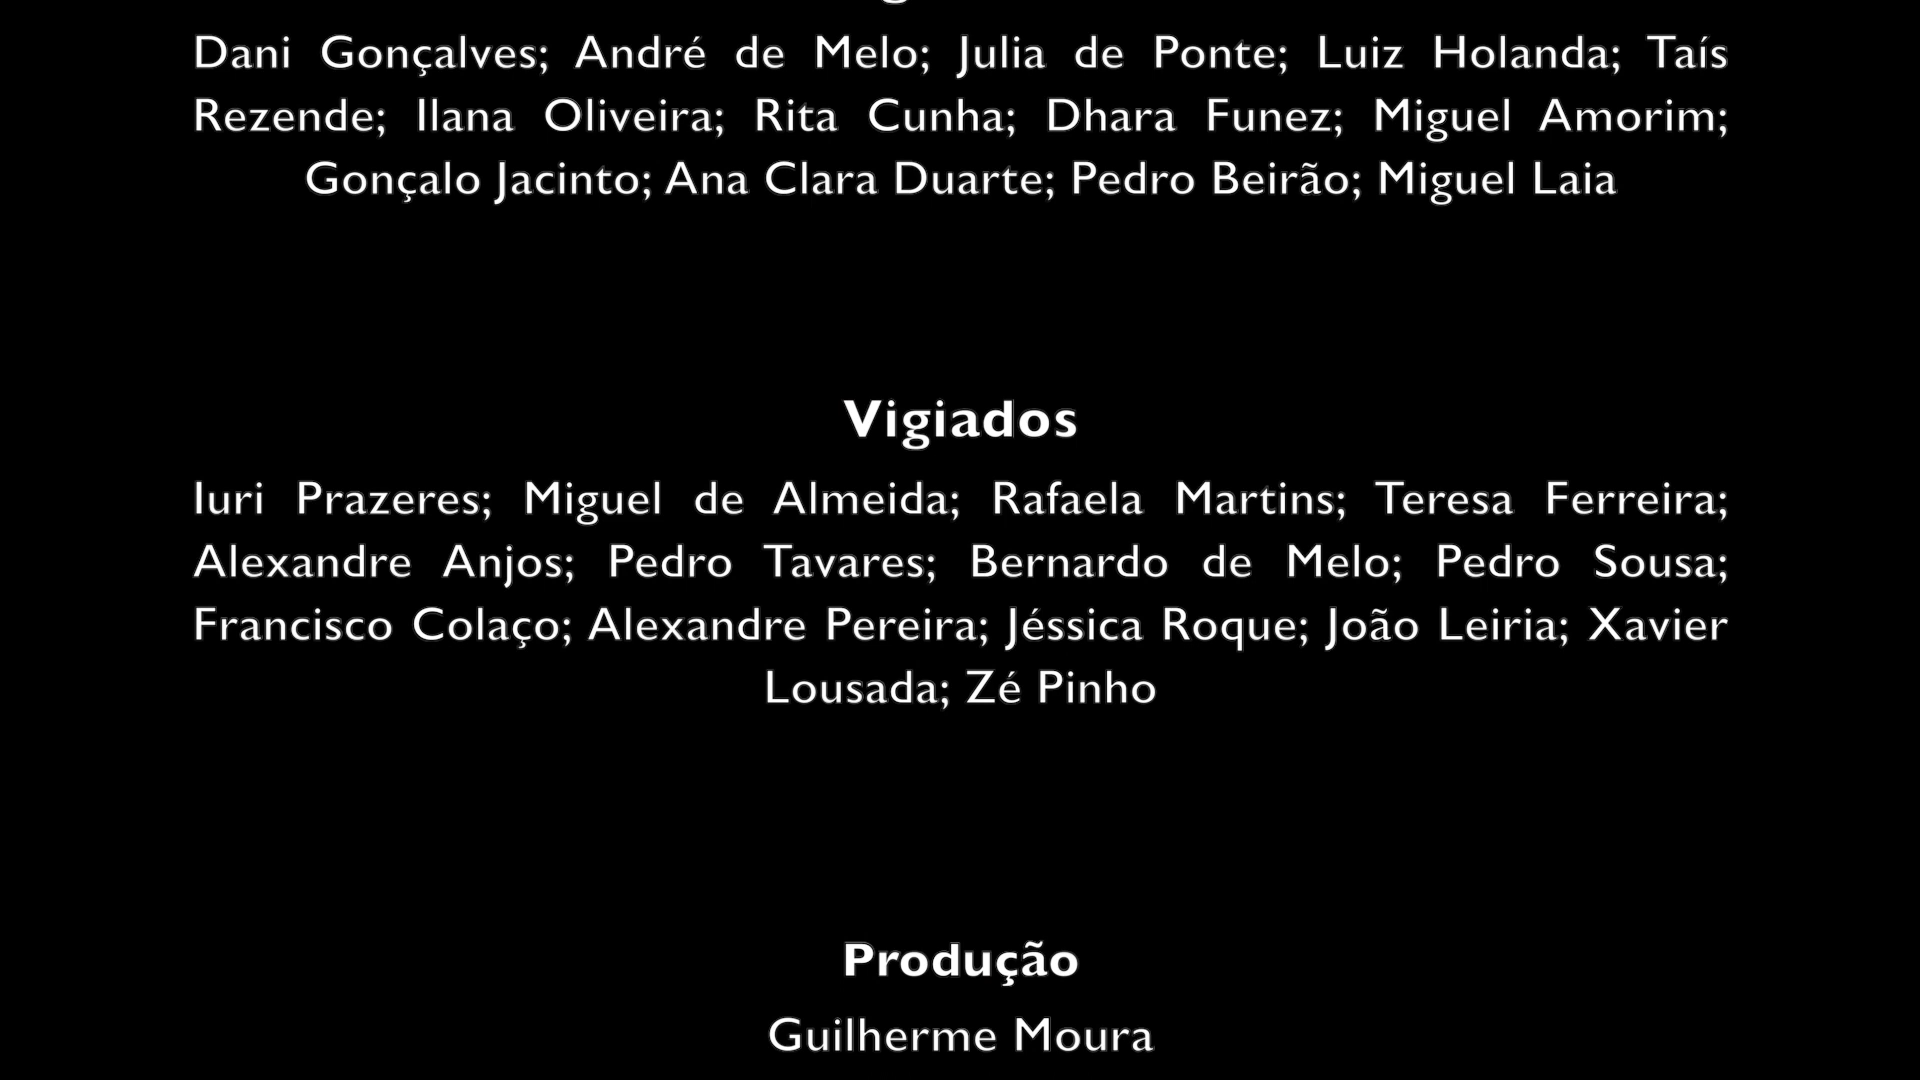 Dani Gonçalves; André de Melo; Julia de Ponte; Luiz Holanda; Taís
Rezende; Ilana Oliveira; Rita Cunha; Dhara Funez; Miguel Amorim;
Gonçalo Jacinto; Ana Clara Duarte; Pedro Beirão; Miguel Laia
Vigiados
Iuri Prazeres; Miguel de Almeida; Rafaela Martins; Teresa Ferreira;
Alexandre Anjos; Pedro Tavares; Bernardo de Melo; Pedro Sousa;
Francisco Colaço; Alexandre Pereira; Jéssica Roque; João Leiria; Xavier
Lousada; Zé Pinho
Produção
Guilherme Moura